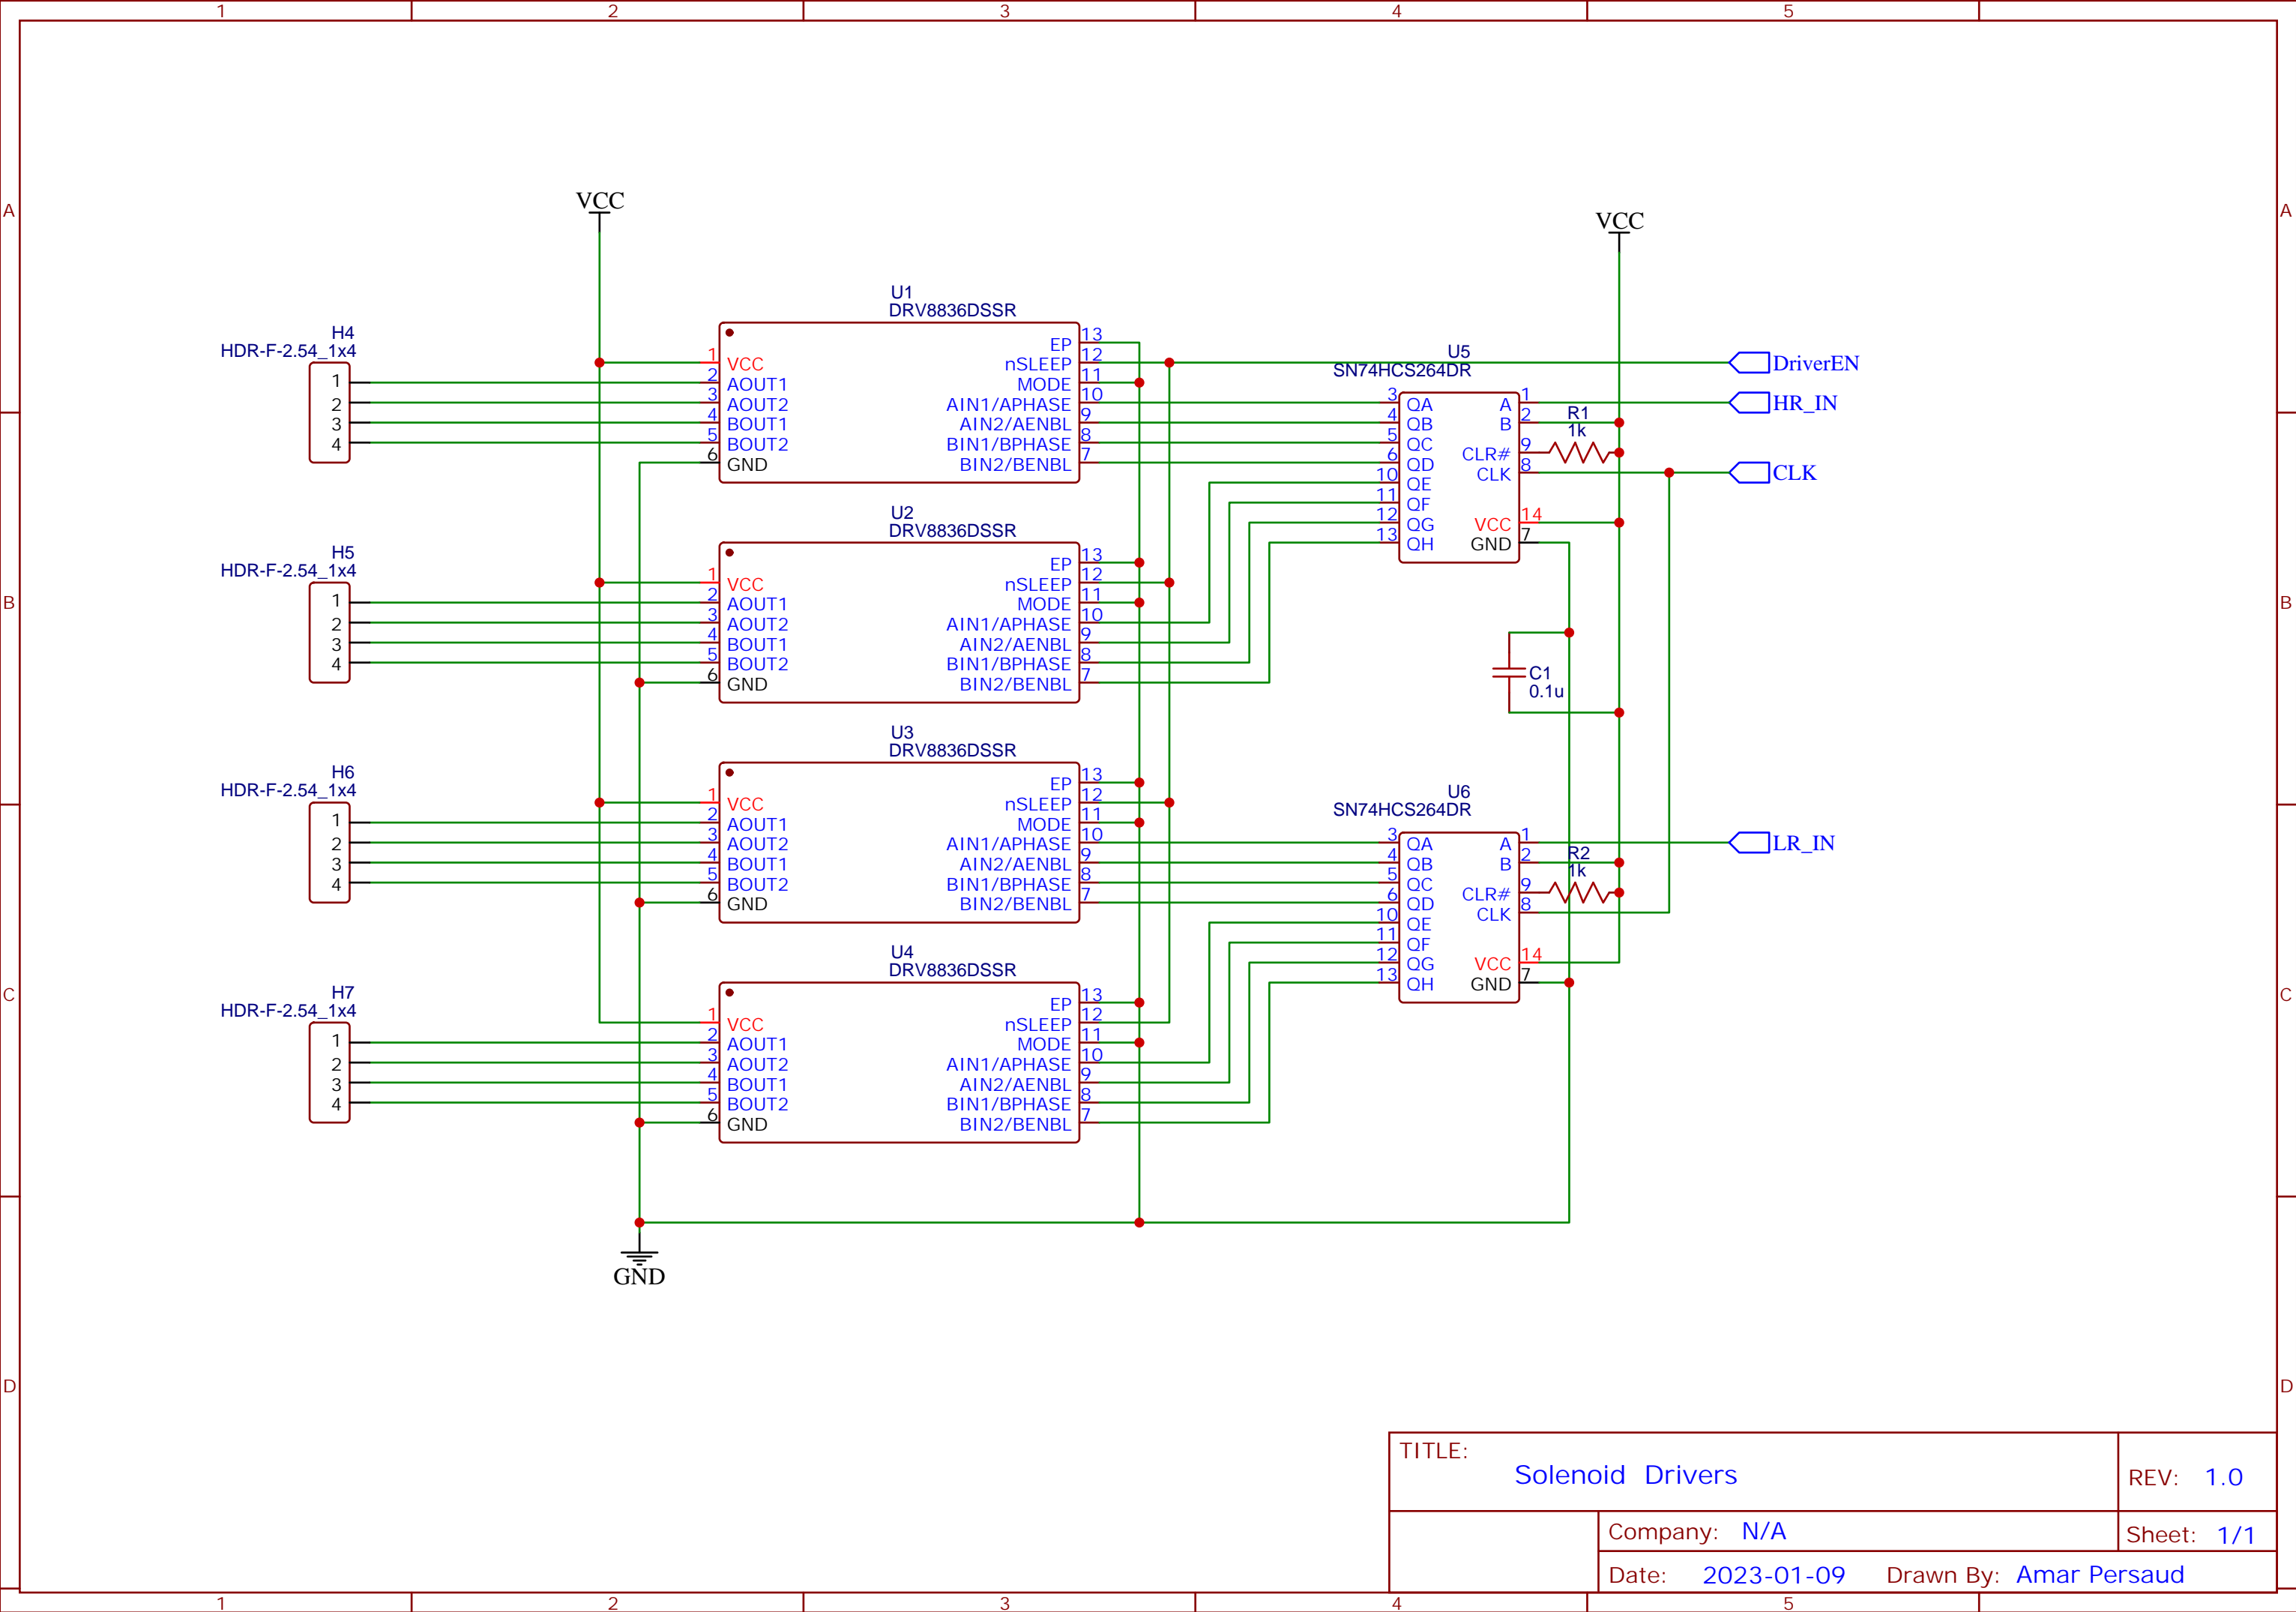 1 2 3 4 5
A A
B B
C C
D D
VCC
VCC
U1
DRV8836DSSR
H4
HDR-F-2.54_1x4
1
2
3
4
1 VCC
2 AOUT1
3 AOUT2
4 BOUT1
5 BOUT2
6 GND
EP 13
nSLEEP 12
MODE 11
AIN1/APHASE 10
AIN2/AENBL 9
BIN1/BPHASE 8
BIN2/BENBL 7
U5
SN74HCS264DR
3 QA
4 QB
5 QC
6 QD
10 QE
11 QF
12 QG
13 QH
A 1
B 2
CLR# 9
CLK 8
VCC 14
GND 7
R1
1k
DriverEN
HR_IN
CLK
U2
DRV8836DSSR
H5
HDR-F-2.54_1x4
1
2
3
4
1 VCC
2 AOUT1
3 AOUT2
4 BOUT1
5 BOUT2
6 GND
EP 13
nSLEEP 12
MODE 11
AIN1/APHASE 10
AIN2/AENBL 9
BIN1/BPHASE 8
BIN2/BENBL 7
C1
0.1u
U3
DRV8836DSSR
H6
HDR-F-2.54_1x4
1
2
3
4
1 VCC
2 AOUT1
3 AOUT2
4 BOUT1
5 BOUT2
6 GND
EP 13
nSLEEP 12
MODE 11
AIN1/APHASE 10
AIN2/AENBL 9
BIN1/BPHASE 8
BIN2/BENBL 7
U6
SN74HCS264DR
3 QA
4 QB
5 QC
6 QD
10 QE
11 QF
12 QG
13 QH
A 1
B 2
CLR# 9
CLK 8
VCC 14
GND 7
R2
1k
LR_IN
U4
DRV8836DSSR
H7
HDR-F-2.54_1x4
1
2
3
4
1 VCC
2 AOUT1
3 AOUT2
4 BOUT1
5 BOUT2
6 GND
EP 13
nSLEEP 12
MODE 11
AIN1/APHASE 10
AIN2/AENBL 9
BIN1/BPHASE 8
BIN2/BENBL 7
GND
TITLE:
Solenoid Drivers
REV: 1.0
Company: N/A
Sheet: 1/1
Date: 2023-01-09 Drawn By: Amar Persaud
1 2 3 4 5